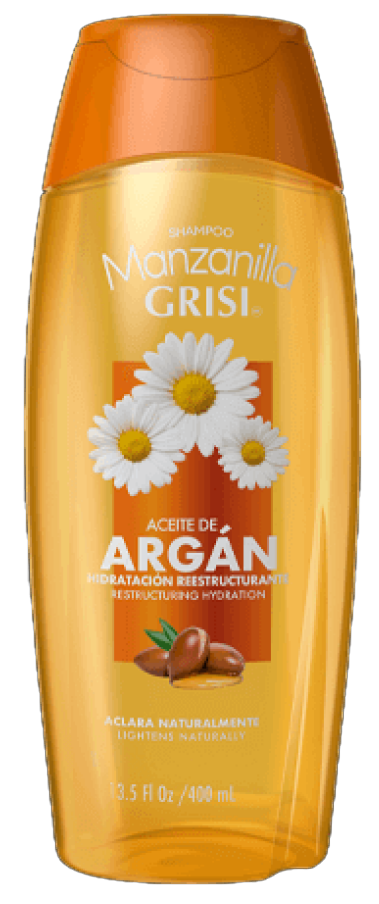 SHAMPOO
Manzanilla
GRISI®
ACEITE DE
ARGÁN
HIDRATACIÓN REESTRUCTURANTE
RESTRUCTURING HYDRATION
ACLARA NATURALMENTE
LIGHTENS NATURALLY
13.5 Fl Oz /400 mL